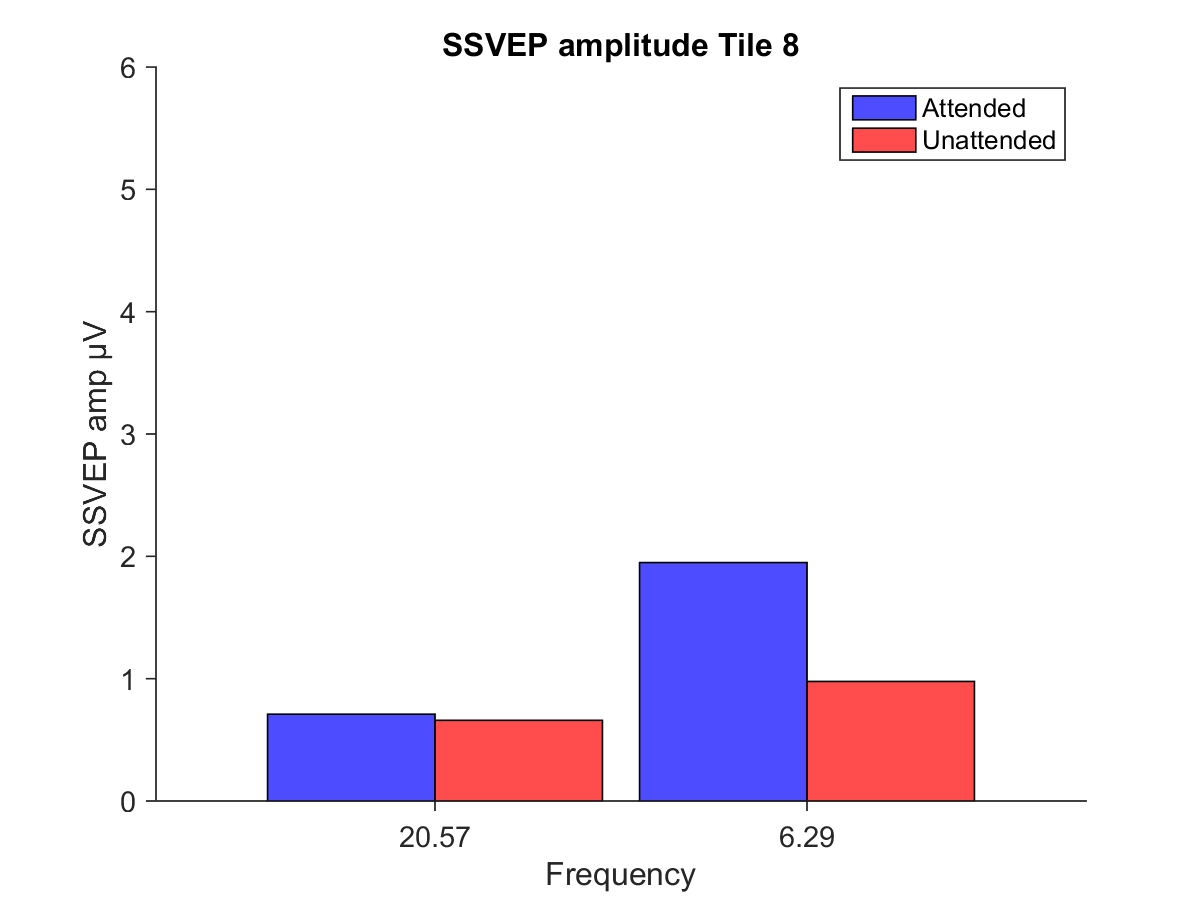 SSVEP amplitude Tile 8
Attended
Unattended
6
5
4
3
2
1
0
SSVEP amp µV
20.57
6.29
Frequency